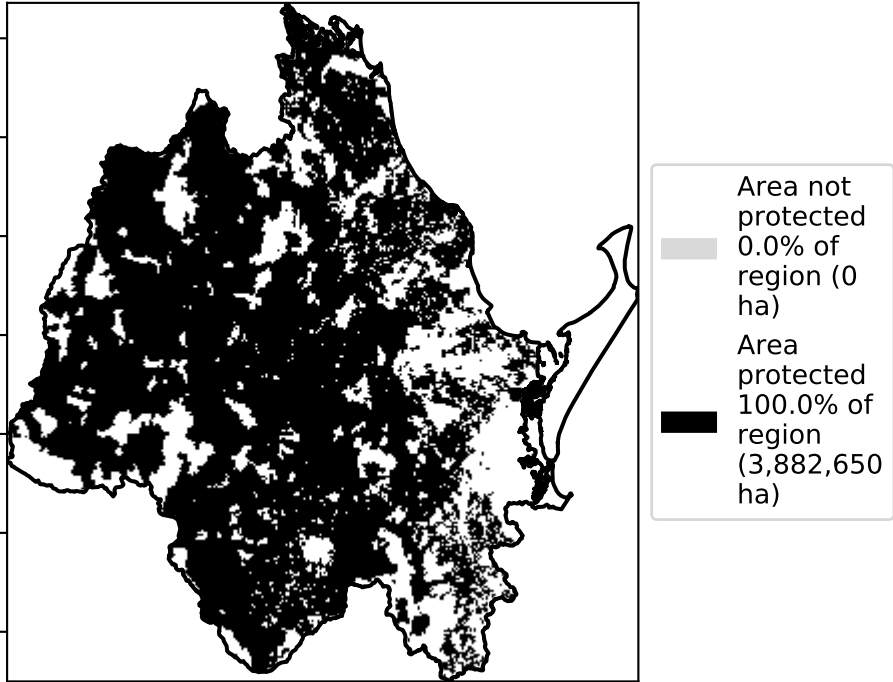 Area not
protected
0.0% of
region (0
ha)
Area
protected
100.0% of
region
(3,882,650
ha)